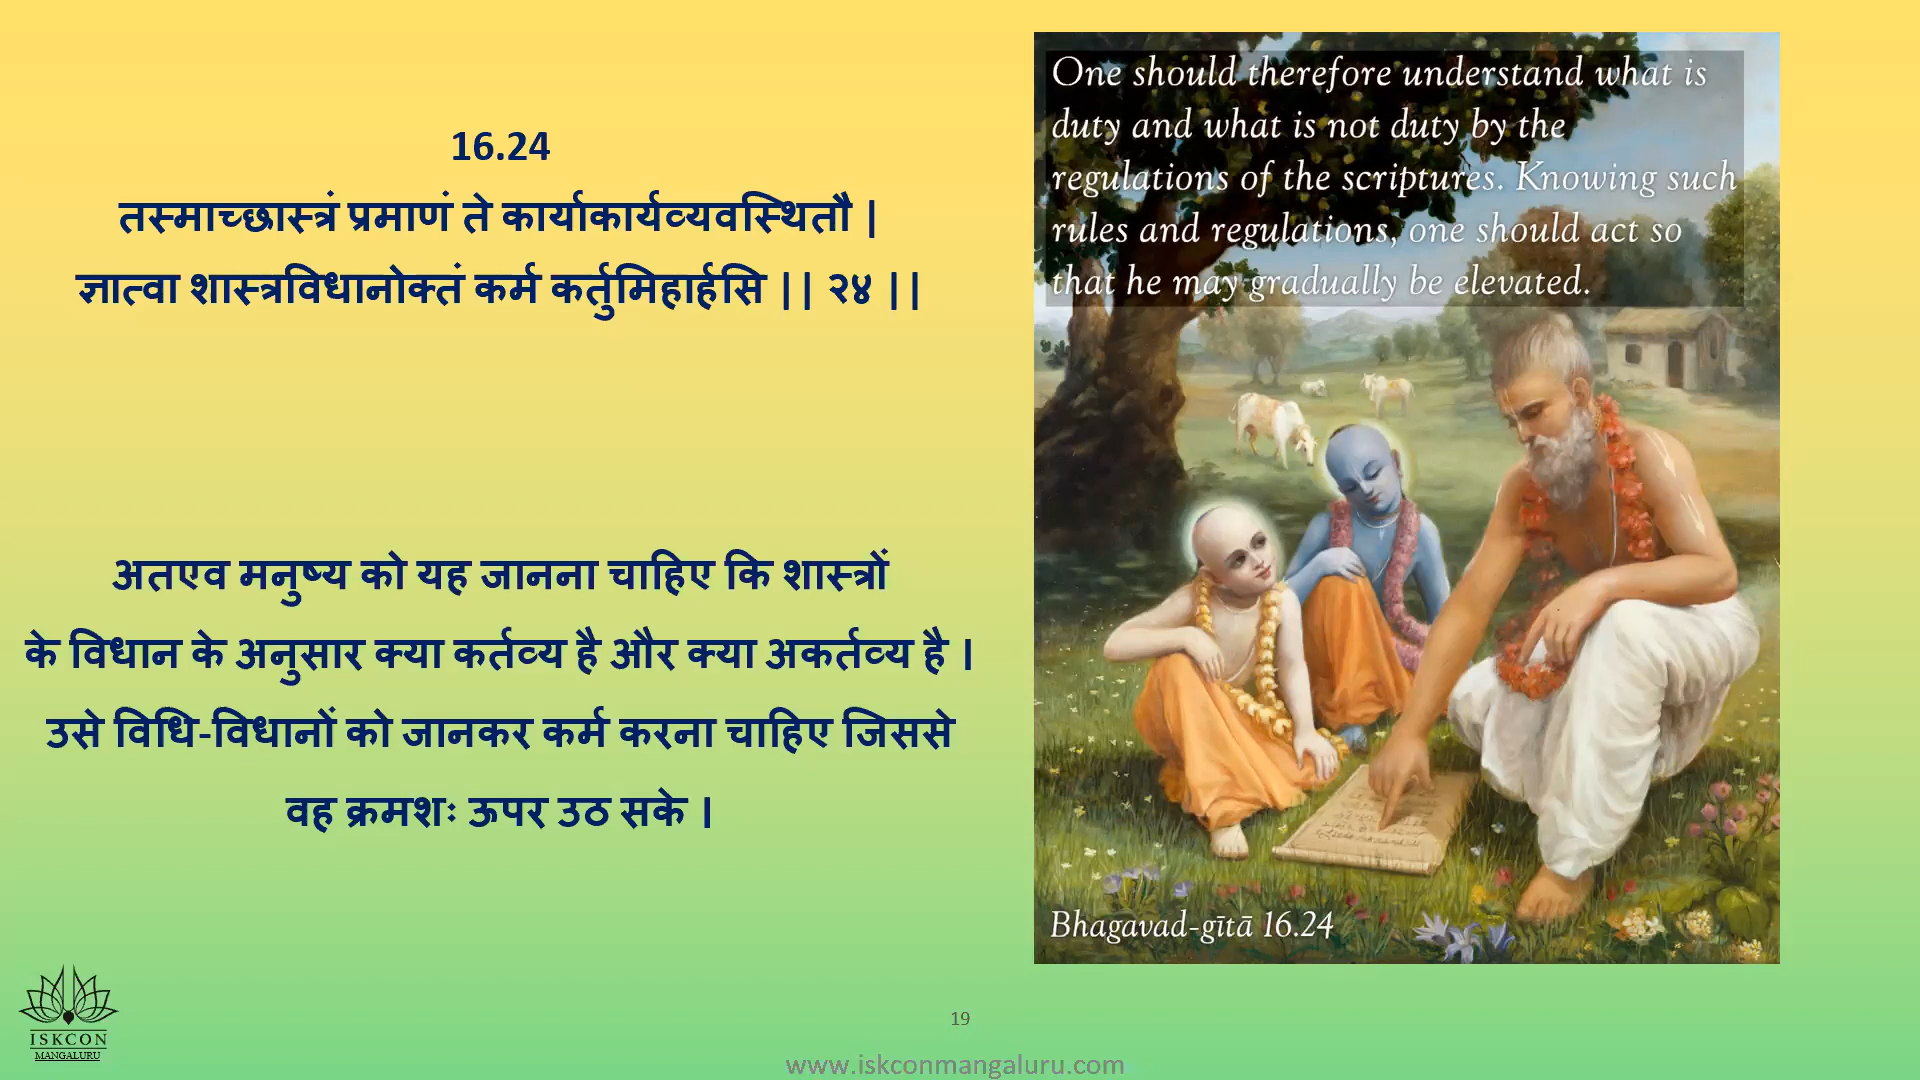 16.24
तस्माच्छास्त्रं प्रमाणं ते कार्याकार्यव्यवस्थितौ |
ज्ञात्वा शास्त्रविधानोक्तं कर्म कर्तुमिहार्हसि || २४ ||
अतएव मनुष्य को यह जानना चाहिए कि शास्त्रों
के विधान के अनुसार क्या कर्तव्य है और क्या अकर्तव्य है |
उसे विधि-विधानों को जानकर कर्म करना चाहिए जिससे
वह क्रमशः ऊपर उठ सके |
One should therefore understand what is
duty and what is not duty by the
regulations of the scriptures. Knowing such
rules and regulations, one should act so
that he may gradually be elevated.
Bhagavad-gītā 16.24
ISKCON
MANGALURU
19
www.iskconmangaluru.com